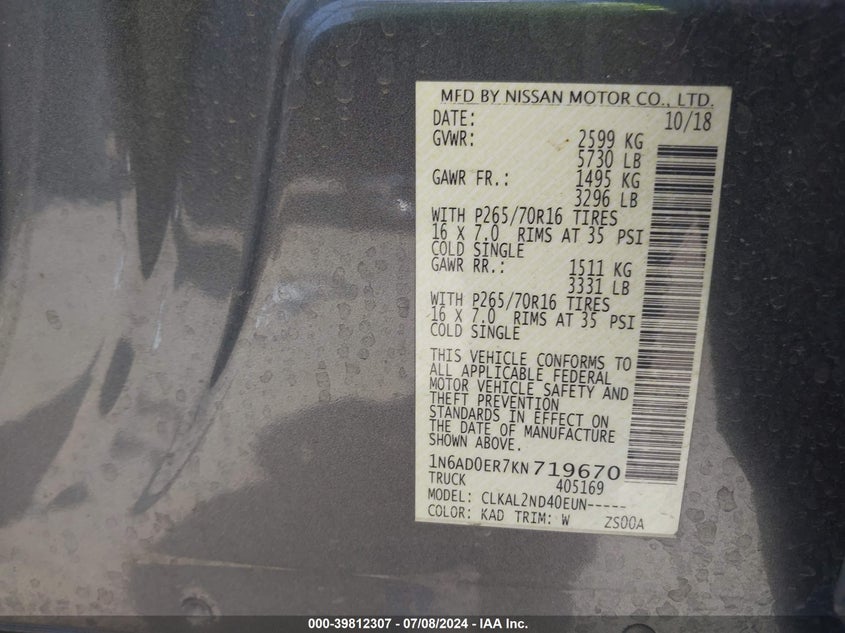 MFD BY NISSAN MOTOR CO., LTD.
DATE: 10/18
GVWR: 2599 KG
5730 LB
GAWR FR.: 1495 KG
3296 LB
WITH P265/70R16 TIRES
16 X 7.0 RIMS AT 35 PSI
COLD SINGLE
GAWR RR.: 1511 KG
3331 LB
WITH P265/70R16 TIRES
16 X 7.0 RIMS AT 35 PSI
COLD SINGLE
THIS VEHICLE CONFORMS TO
ALL APPLICABLE FEDERAL
MOTOR VEHICLE SAFETY AND
THEFT PREVENTION
STANDARDS IN EFFECT ON
THE DATE OF MANUFACTURE
SHOWN ABOVE.
1N6AD0ER7KN719670
TRUCK 405169
MODEL: CLKAL2ND40EUN-----
COLOR: KAD TRIM: W ZS00A
000-39812307 - 07/08/2024 - IAA Inc.